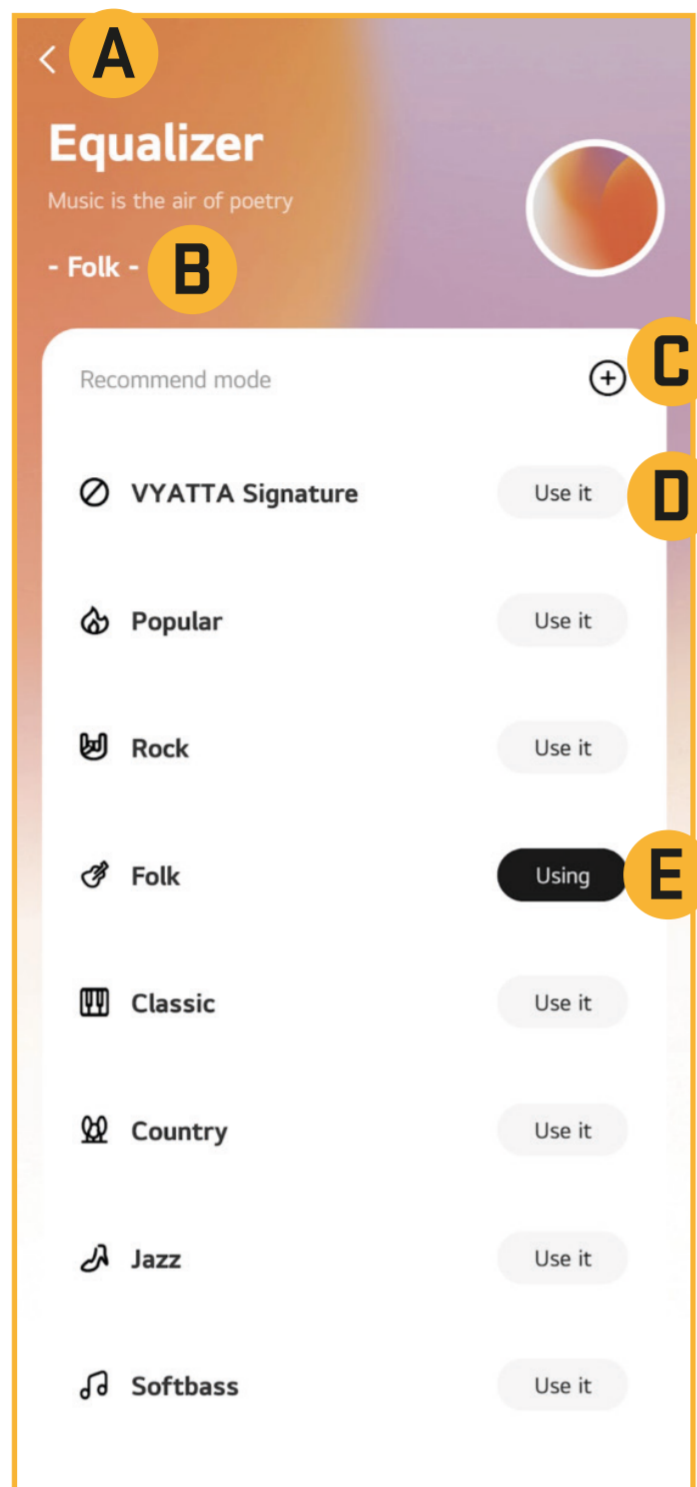 A
Equalizer
Music is the air of poetry
- Folk - B
C
Recommend mode
VYATTA Signature Use it D
Popular Use it
Rock Use it
Folk Using E
Classic Use it
Country Use it
Jazz Use it
Softbass Use it